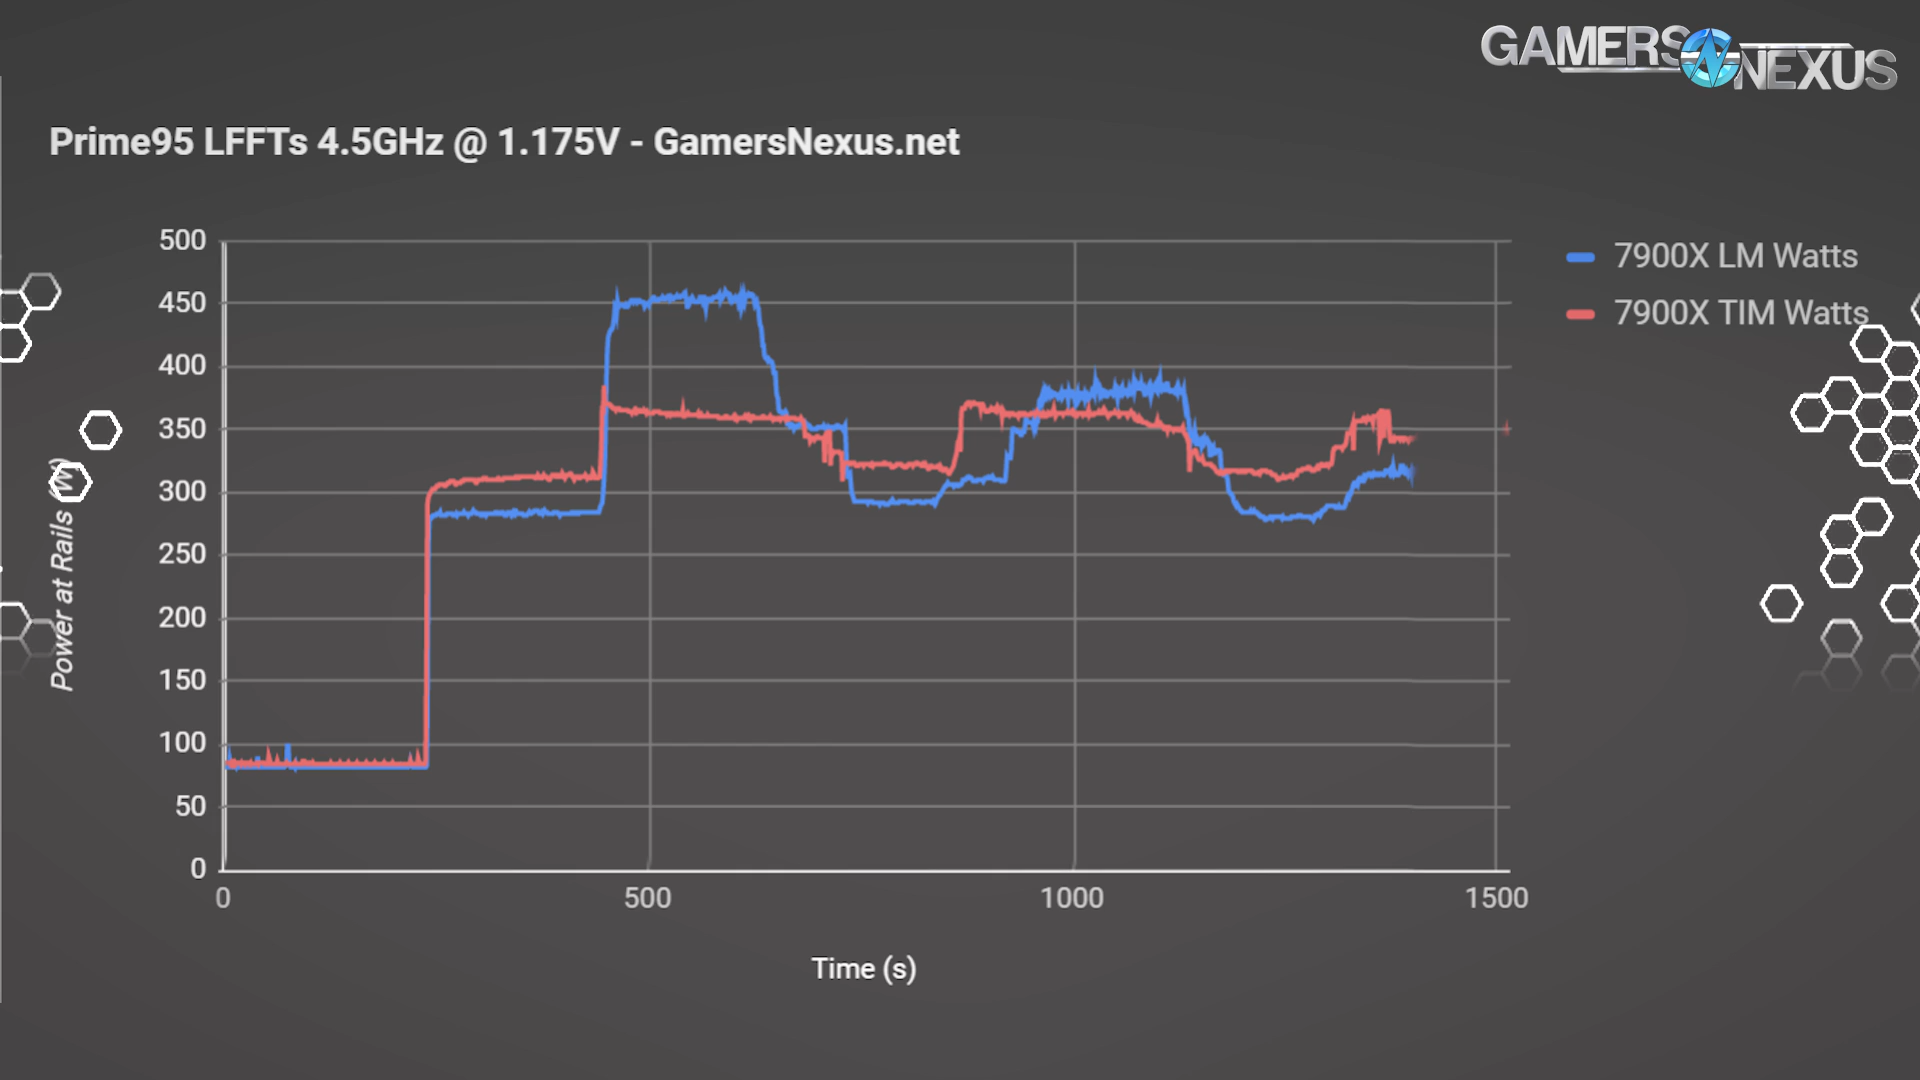 GAMERS NEXUS
Prime95 LFFTs 4.5GHz @ 1.175V - GamersNexus.net
7900X LM Watts
7900X TIM Watts
Power at Rails (W)
500
450
400
350
300
250
200
150
100
50
0
0 500 1000 1500
Time (s)